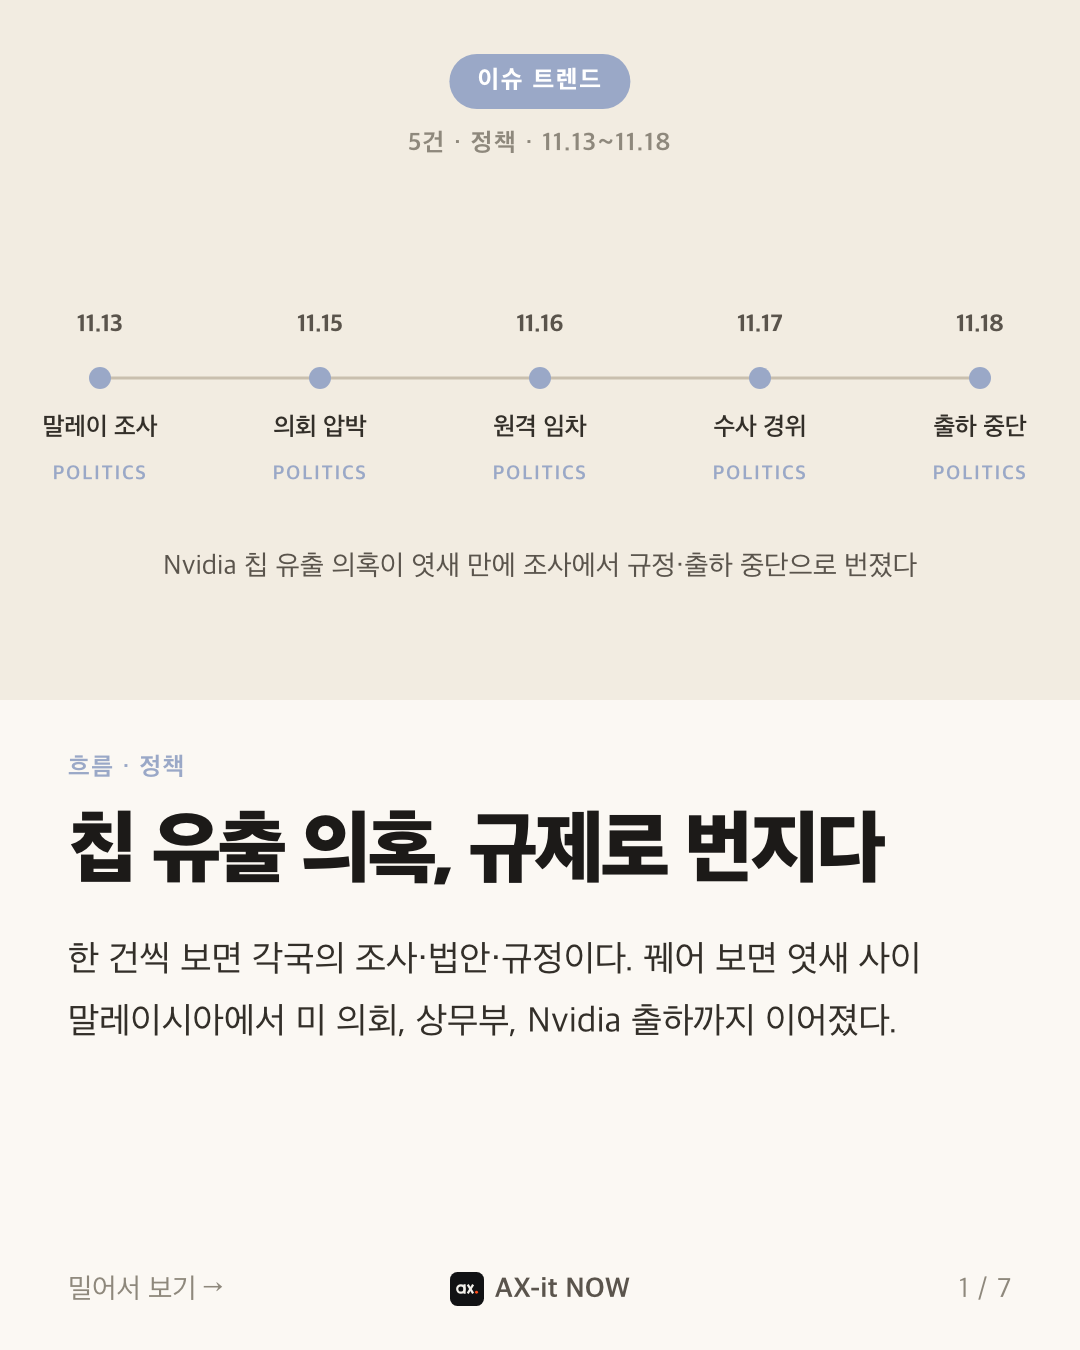 이슈 트렌드
5건 · 정책 · 11.13~11.18
11.13 11.15 11.16 11.17 11.18
말레이 조사 의회 압박 원격 임차 수사 경위 출하 중단
POLITICS POLITICS POLITICS POLITICS POLITICS
Nvidia 칩 유출 의혹이 엿새 만에 조사에서 규정·출하 중단으로 번졌다
흐름 · 정책
칩 유출 의혹, 규제로 번지다
한 건씩 보면 각국의 조사·법안·규정이다. 꿰어 보면 엿새 사이
말레이시아에서 미 의회, 상무부, Nvidia 출하까지 이어졌다.
밀어서 보기 → ax. AX-it NOW 1 / 7